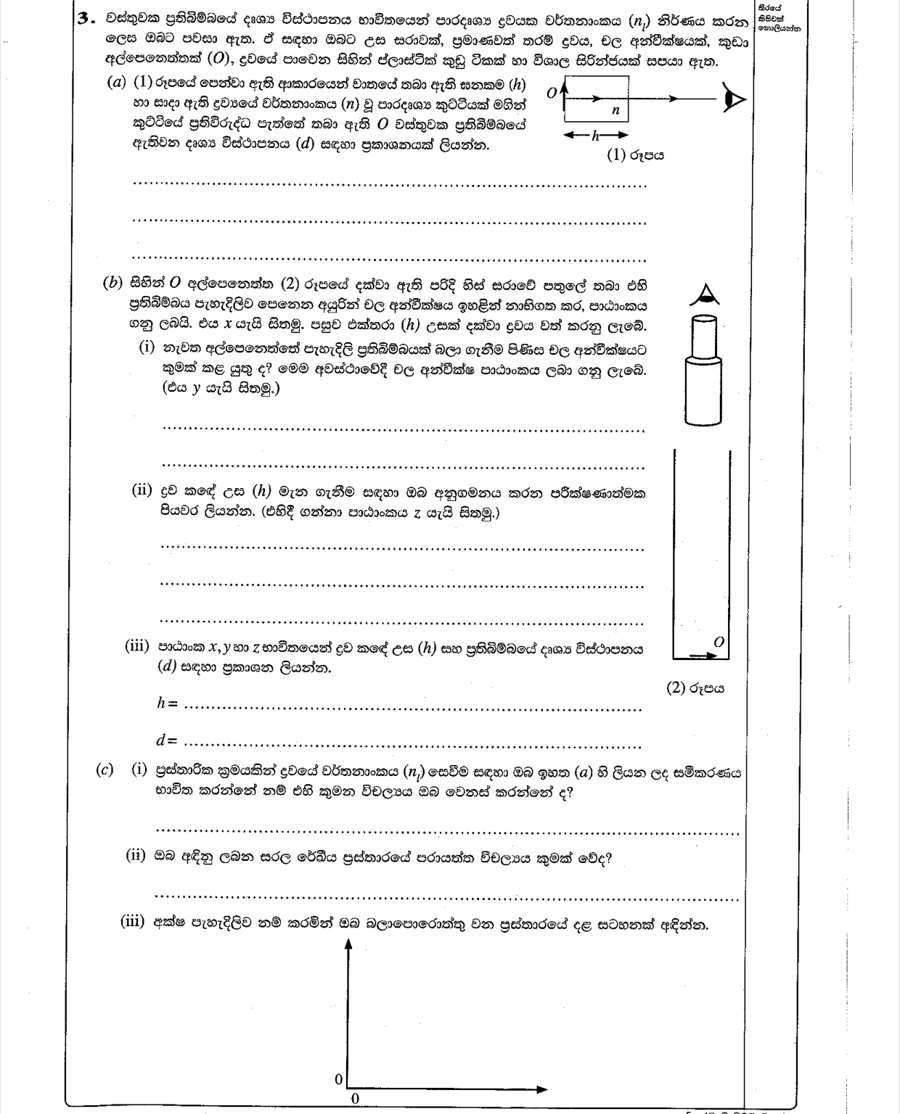 තීරයේ
කිසිවක්
නොලියන්න
3. වස්තුවක ප්‍රතිබිම්බයේ දෘශ්‍ය විස්ථාපනය භාවිතයෙන් පාරදෘශ්‍ය ද්‍රවයක වර්තනාංකය (n_l) නිර්ණය කරන
ලෙස ඔබට පවසා ඇත. ඒ සඳහා ඔබට උස සරාවක්, ප්‍රමාණවත් තරම් ද්‍රවය, චල අන්වීක්ෂයක්, කුඩා
අල්පෙනෙත්තක් (O), ද්‍රවයේ පාවෙන සිහින් ප්ලාස්ටික් කුඩු ටිකක් හා විශාල සිරින්ජයක් සපයා ඇත.
(a) (1) රූපයේ පෙන්වා ඇති ආකාරයෙන් වාතයේ තබා ඇති ඝනකම (h)
හා සාදා ඇති ද්‍රව්‍යයේ වර්තනාංකය (n) වූ පාරදෘශ්‍ය කුට්ටියක් මගින්
කුට්ටියේ ප්‍රතිවිරුද්ධ පැත්තේ තබා ඇති O වස්තුවක ප්‍රතිබිම්බයේ
ඇතිවන දෘශ්‍ය විස්ථාපනය (d) සඳහා ප්‍රකාශනයක් ලියන්න.
O
n
h
(1) රූපය
(b) සිහින් O අල්පෙනෙත්ත (2) රූපයේ දක්වා ඇති පරිදි හිස් සරාවේ පතුලේ තබා එහි
ප්‍රතිබිම්බය පැහැදිලිව පෙනෙන අයුරින් චල අන්වීක්ෂය ඉහළින් නාභිගත කර, පාඨාංකය
ගනු ලබයි. එය x යැයි සිතමු. පසුව එක්තරා (h) උසක් දක්වා ද්‍රවය වත් කරනු ලැබේ.
(i) නැවත අල්පෙනෙත්තේ පැහැදිලි ප්‍රතිබිම්බයක් බලා ගැනීම පිණිස චල අන්වීක්ෂයට
කුමක් කළ යුතු ද? මෙම අවස්ථාවේදී චල අන්වීක්ෂ පාඨාංකය ලබා ගනු ලැබේ.
(එය y යැයි සිතමු.)
(ii) ද්‍රව කඳේ උස (h) මැන ගැනීම සඳහා ඔබ අනුගමනය කරන පරීක්ෂණාත්මක
පියවර ලියන්න. (එහිදී ගන්නා පාඨාංකය z යැයි සිතමු.)
(iii) පාඨාංක x, y හා z භාවිතයෙන් ද්‍රව කඳේ උස (h) සහ ප්‍රතිබිම්බයේ දෘශ්‍ය විස්ථාපනය
(d) සඳහා ප්‍රකාශන ලියන්න.
h = ........................................
d = ........................................
O
(2) රූපය
(c) (i) ප්‍රස්තාරික ක්‍රමයකින් ද්‍රවයේ වර්තනාංකය (n_l) සෙවීම සඳහා ඔබ ඉහත (a) හි ලියන ලද සමීකරණය
භාවිත කරන්නේ නම් එහි කුමන විචල්‍යය ඔබ වෙනස් කරන්නේ ද?
(ii) ඔබ අඳිනු ලබන සරල රේඛීය ප්‍රස්තාරයේ පරායත්ත විචල්‍යය කුමක් වේද?
(iii) අක්ෂ පැහැදිලිව නම් කරමින් ඔබ බලාපොරොත්තු වන ප්‍රස්තාරයේ දළ සටහනක් අඳින්න.
0
0